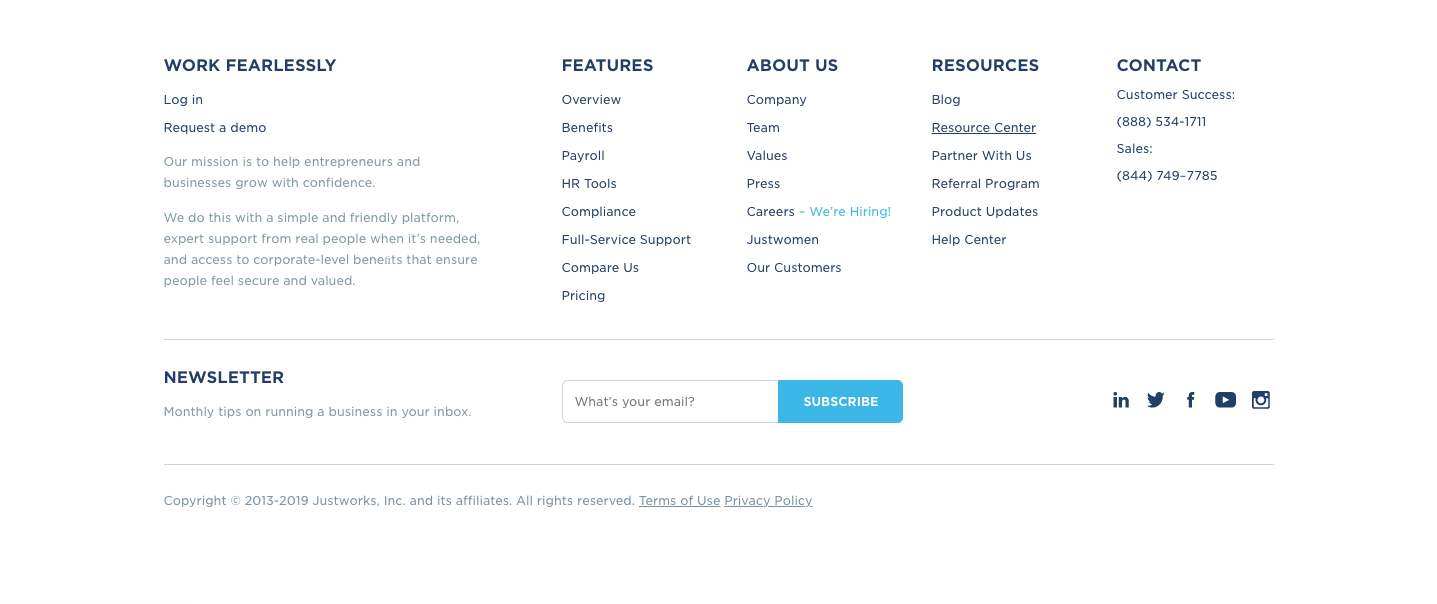 WORK FEARLESSLY
Log in
Request a demo
Our mission is to help entrepreneurs and
businesses grow with confidence.
We do this with a simple and friendly platform,
expert support from real people when it's needed,
and access to corporate-level benefits that ensure
people feel secure and valued.
FEATURES
Overview
Benefits
Payroll
HR Tools
Compliance
Full-Service Support
Compare Us
Pricing
ABOUT US
Company
Team
Values
Press
Careers – We're Hiring!
Justwomen
Our Customers
RESOURCES
Blog
Resource Center
Partner With Us
Referral Program
Product Updates
Help Center
CONTACT
Customer Success:
(888) 534-1711
Sales:
(844) 749–7785
NEWSLETTER
Monthly tips on running a business in your inbox.
What's your email?
SUBSCRIBE
Copyright © 2013-2019 Justworks, Inc. and its affiliates. All rights reserved. Terms of Use Privacy Policy